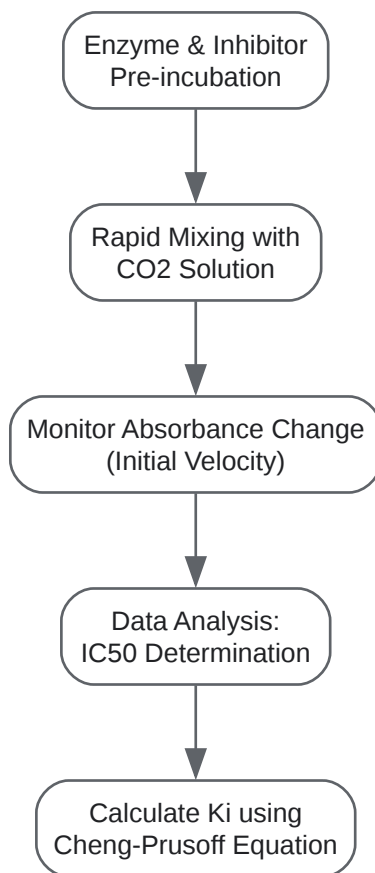 Enzyme & Inhibitor
Pre-incubation
Rapid Mixing with
CO2 Solution
Monitor Absorbance Change
(Initial Velocity)
Data Analysis:
IC50 Determination
Calculate Ki using
Cheng-Prusoff Equation